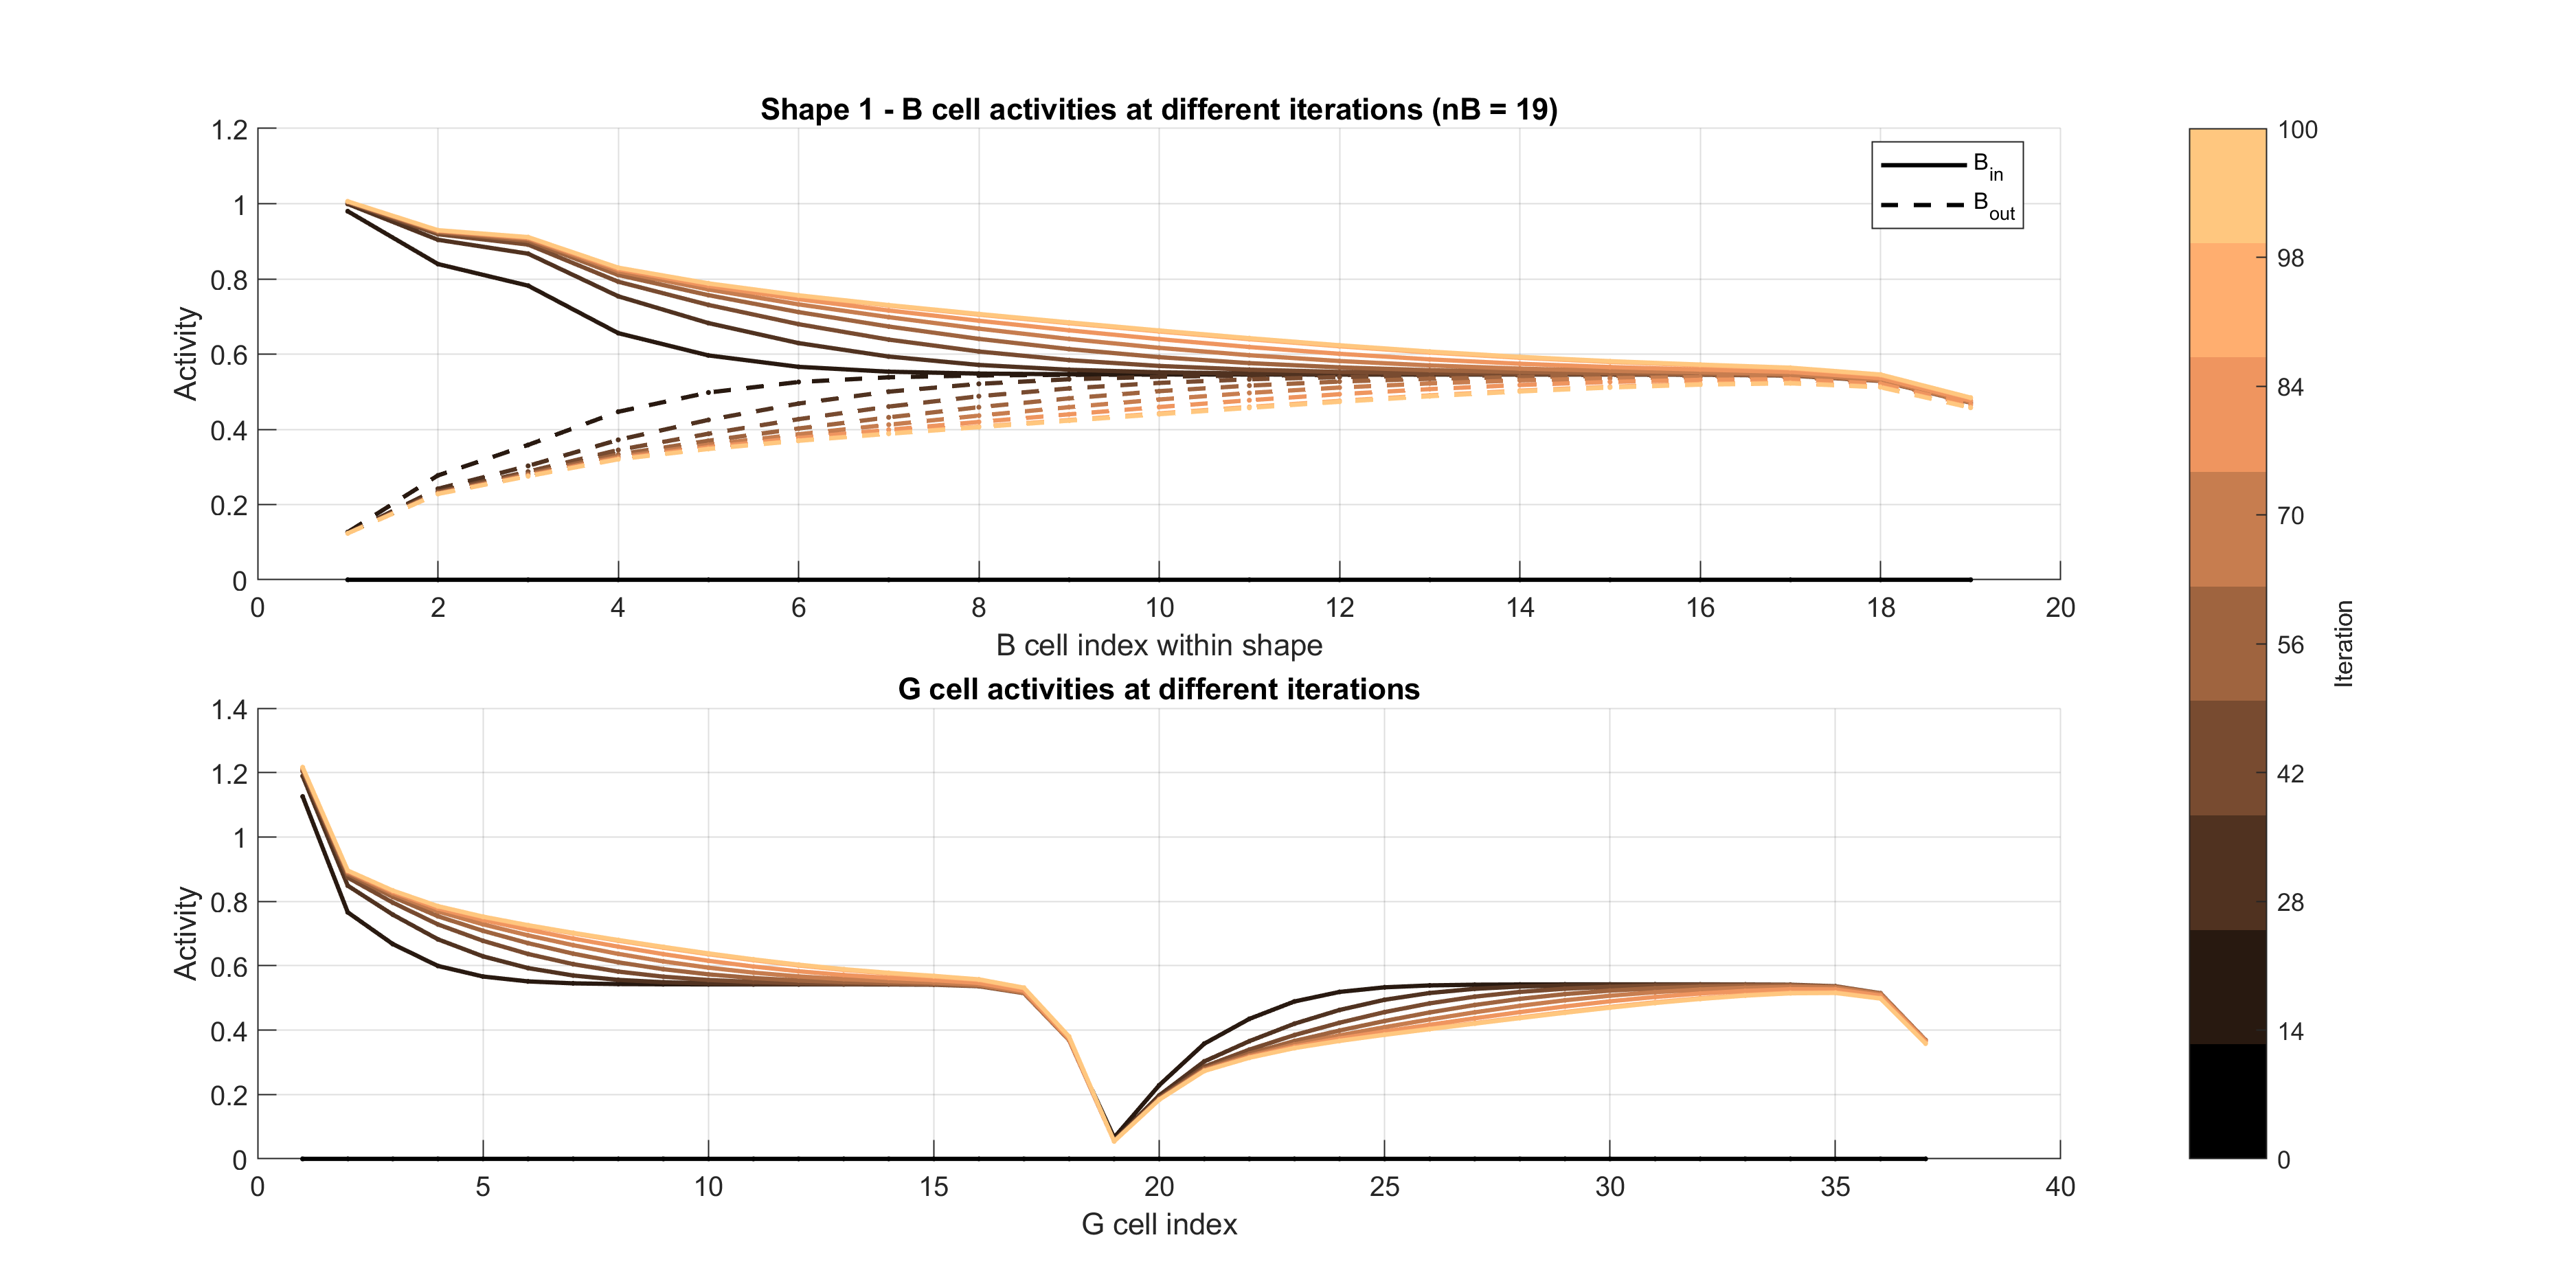 Shape 1 - B cell activities at different iterations (nB = 19)
1.2
1
0.8
0.6
0.4
0.2
0
Activity
B_in
B_out
0 2 4 6 8 10 12 14 16 18 20
B cell index within shape
G cell activities at different iterations
1.4
1.2
1
0.8
0.6
0.4
0.2
0
Activity
0 5 10 15 20 25 30 35 40
G cell index
100
98
84
70
56
42
28
14
0
Iteration